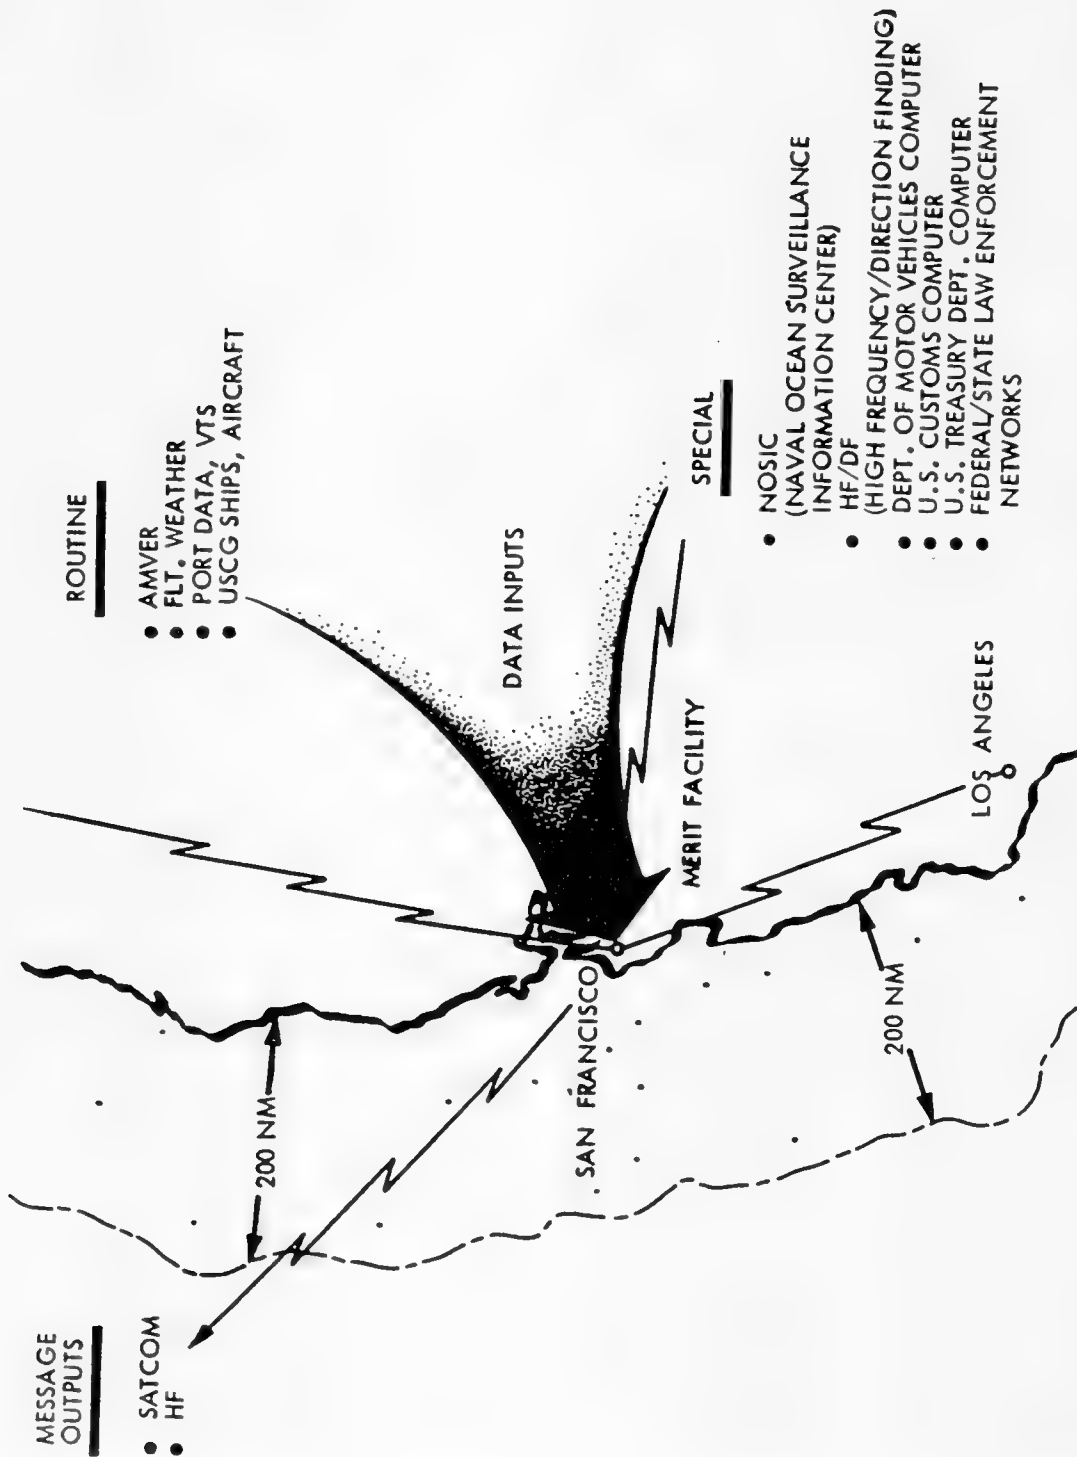 MESSAGE
OUTPUTS
• SATCOM
• HF
ROUTINE
• AMVER
• FLT. WEATHER
• PORT DATA, VTS
• USCG SHIPS, AIRCRAFT
200 NM
DATA INPUTS
SAN FRANCISCO
MERIT FACILITY
SPECIAL
• NOSIC
(NAVAL OCEAN SURVEILLANCE
INFORMATION CENTER)
• HF/DF
(HIGH FREQUENCY/DIRECTION FINDING)
• DEPT. OF MOTOR VEHICLES COMPUTER
• U.S. CUSTOMS COMPUTER
• U.S. TREASURY DEPT. COMPUTER
• FEDERAL/STATE LAW ENFORCEMENT
NETWORKS
200 NM
LOS ANGELES